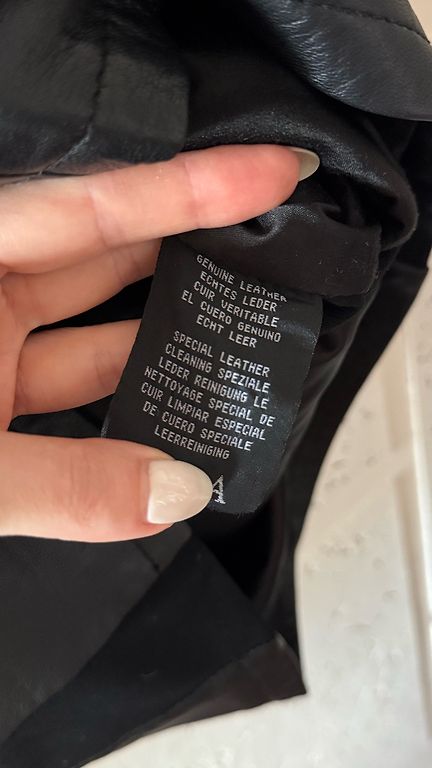 GENUINE LEATHER
ECHTES LEDER
CUIR VERITABLE
EL CUERO GENUINO
ECHT LEER
SPECIAL LEATHER
CLEANING SPEZIALE
LEDER REINIGUNG LE
NETTOYAGE SPECIAL DE
CUIR LIMPIAR ESPECIAL
DE CUERO SPECIALE
LEERREINIGING